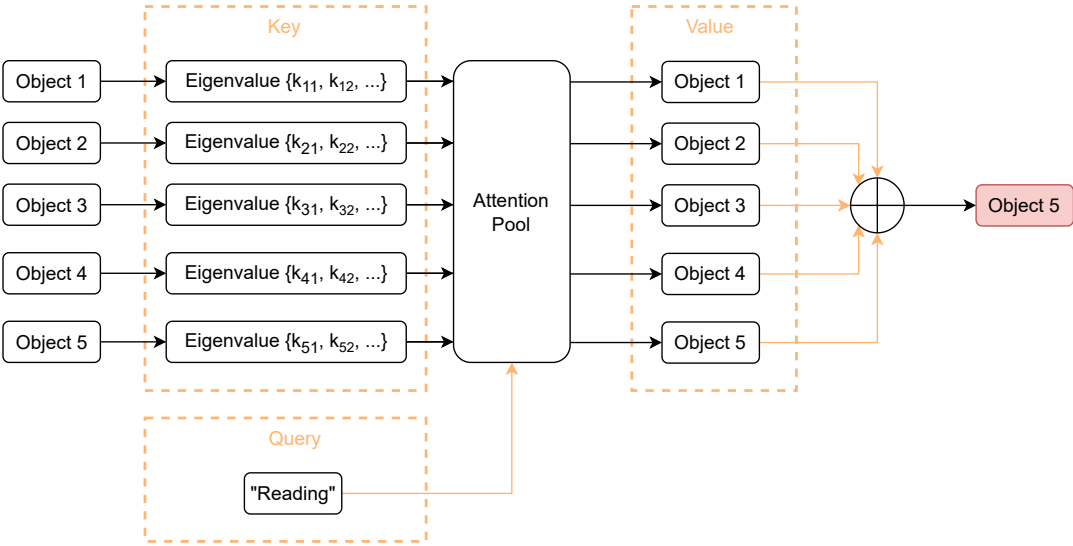 Key
Value
Object 1
Eigenvalue {k11, k12, ...}
Object 1
Object 2
Eigenvalue {k21, k22, ...}
Object 2
Object 3
Eigenvalue {k31, k32, ...}
Attention
Pool
Object 3
Object 5
Object 4
Eigenvalue {k41, k42, ...}
Object 4
Object 5
Eigenvalue {k51, k52, ...}
Object 5
Query
"Reading"